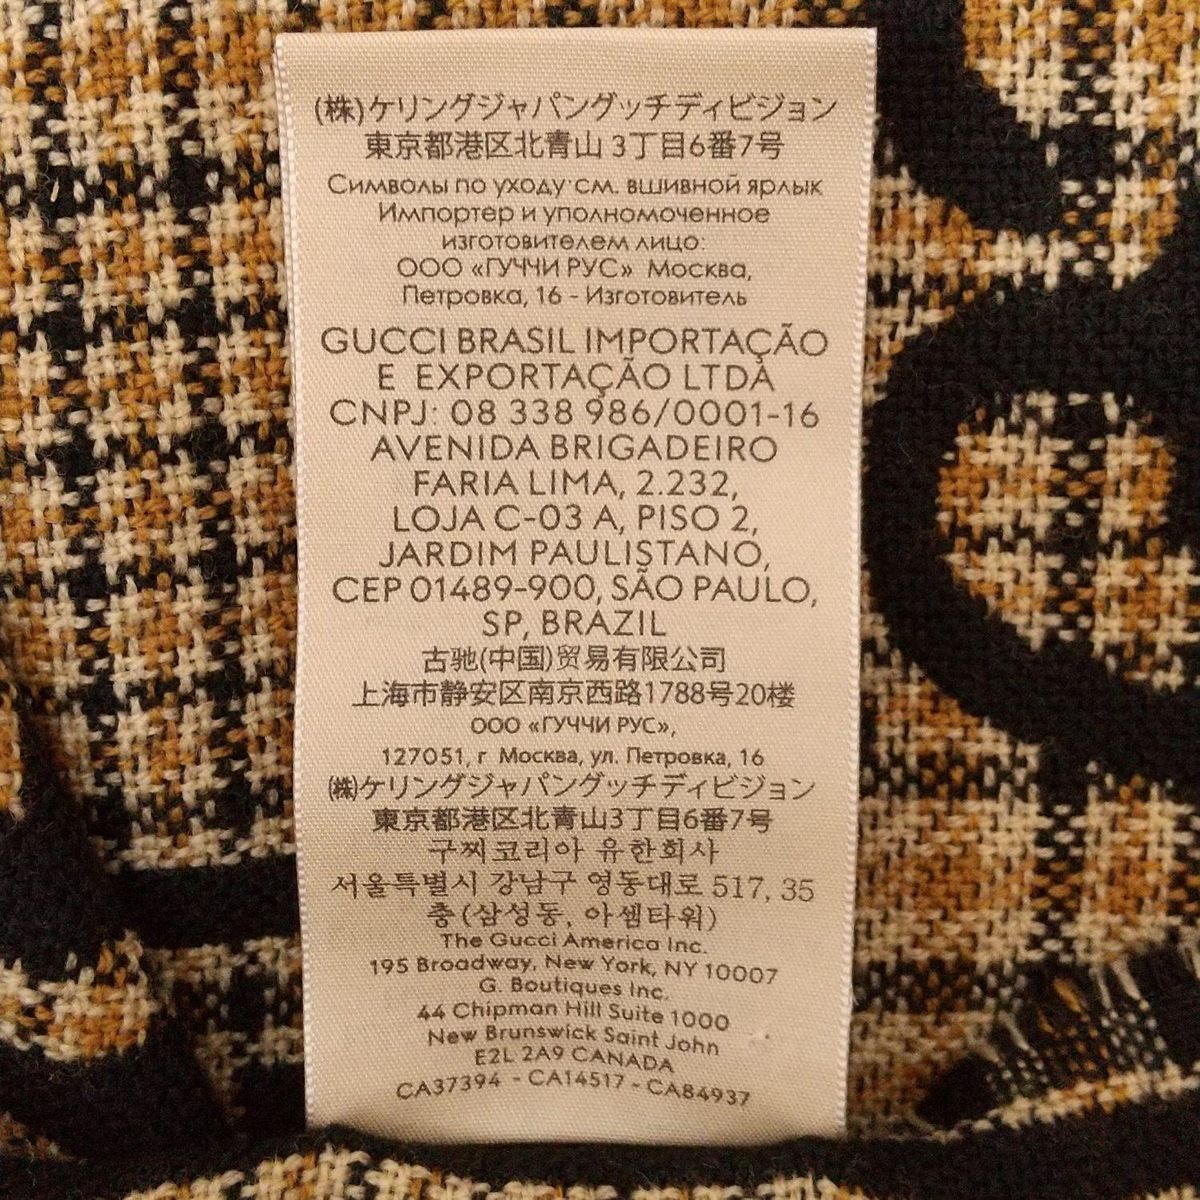 (株)ケリングジャパングッチディビジョン
東京都港区北青山 3丁目6番7号
Символы по уходу см. вшивной ярлык
Импортер и уполномоченное
изготовителем лицо:
ООО «ГУЧЧИ РУС» Москва,
Петровка, 16 - Изготовитель
GUCCI BRASIL IMPORTAÇÃO
E EXPORTAÇÃO LTDA
CNPJ: 08 338 986/0001-16
AVENIDA BRIGADEIRO
FARIA LIMA, 2.232,
LOJA C-03 A, PISO 2,
JARDIM PAULISTANO,
CEP 01489-900, SÃO PAULO,
SP, BRAZIL
古驰(中国)贸易有限公司
上海市静安区南京西路1788号20楼
ООО «ГУЧЧИ РУС»,
127051, г Москва, ул. Петровка, 16
(株)ケリングジャパングッチディビジョン
東京都港区北青山3丁目6番7号
구찌코리아 유한회사
서울특별시 강남구 영동대로 517, 35
층 (삼성동, 아셈타워)
The Gucci America Inc.
195 Broadway, New York, NY 10007
G. Boutiques Inc.
44 Chipman Hill Suite 1000
New Brunswick Saint John
E2L 2A9 CANADA
CA37394 - CA14517 - CA84937